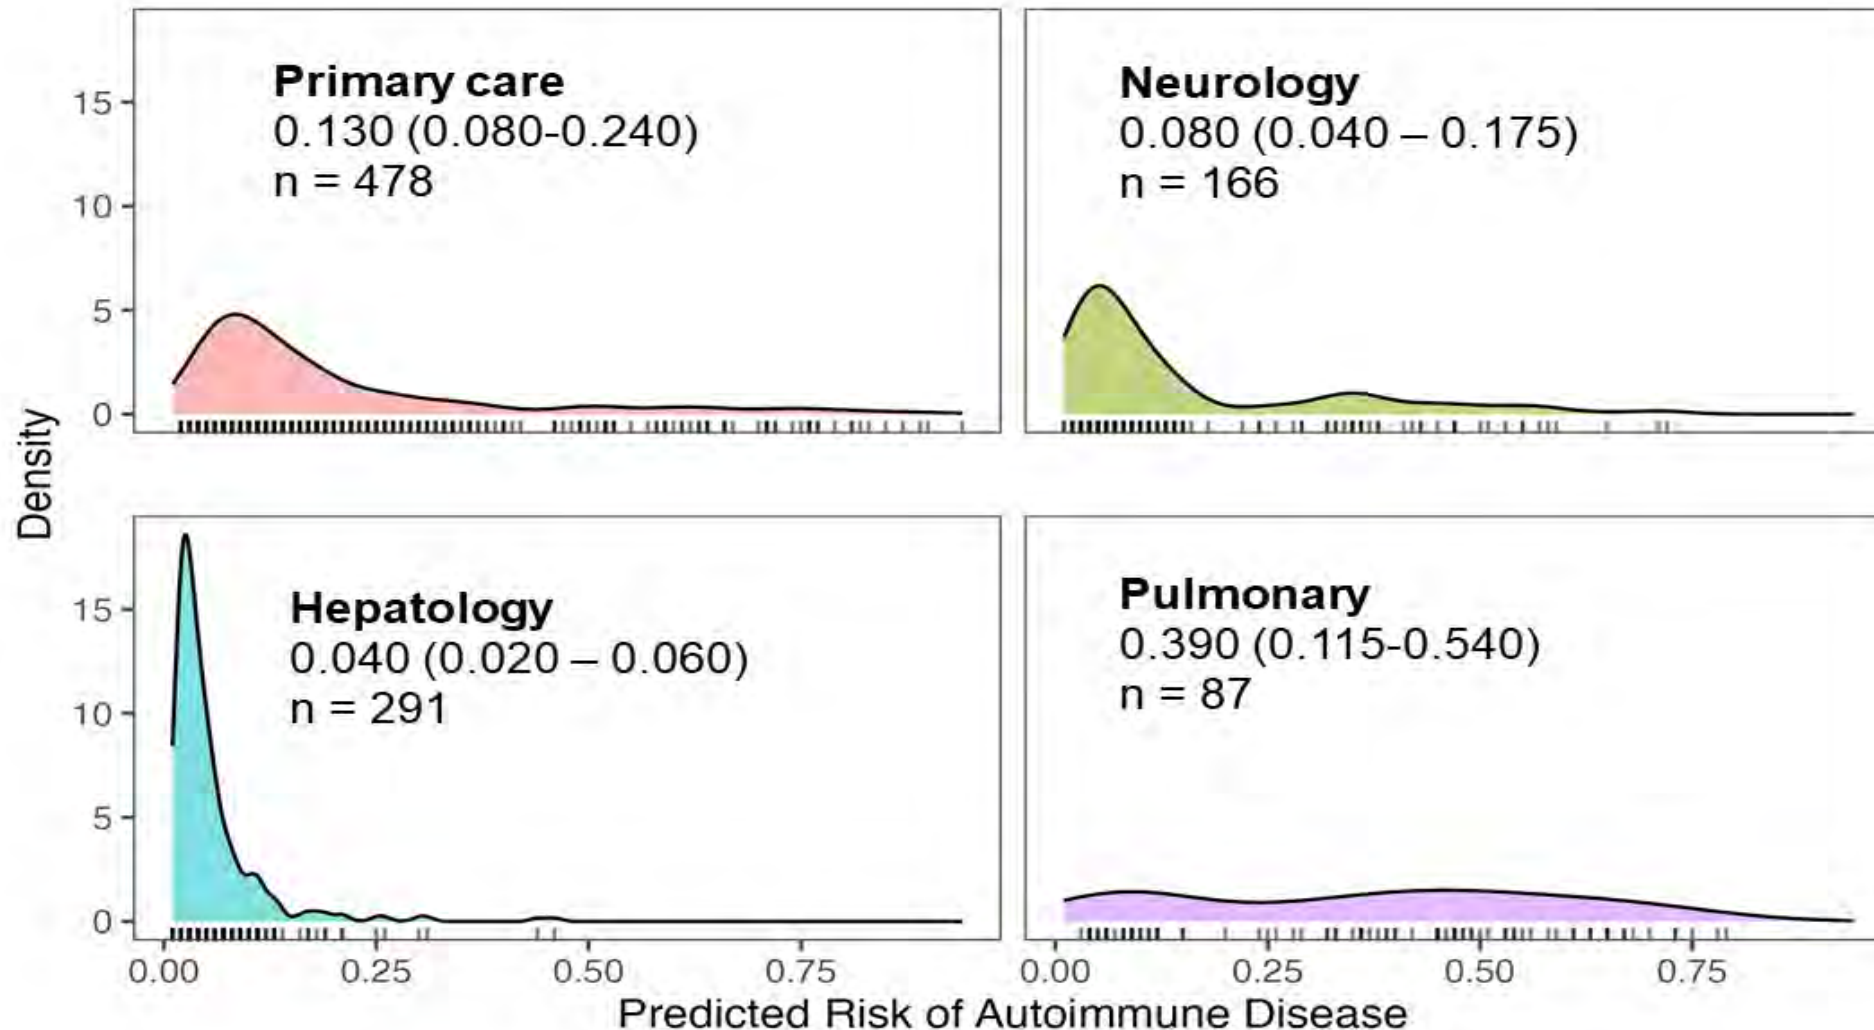 Primary care
0.130 (0.080-0.240)
n = 478
Neurology
0.080 (0.040 – 0.175)
n = 166
15
10
5
0
Density
Hepatology
0.040 (0.020 – 0.060)
n = 291
Pulmonary
0.390 (0.115-0.540)
n = 87
15
10
5
0
0.00 0.25 0.50 0.75
0.00 0.25 0.50 0.75
Predicted Risk of Autoimmune Disease